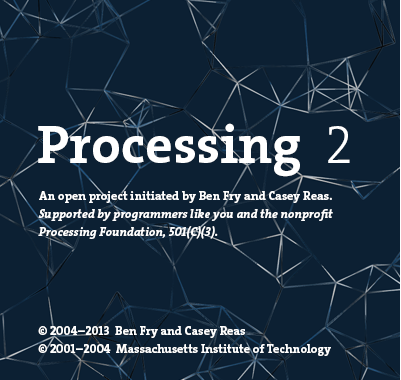 Processing 2
An open project initiated by Ben Fry and Casey Reas.
Supported by programmers like you and the nonprofit
Processing Foundation, 501(C)(3).
© 2004–2013 Ben Fry and Casey Reas
© 2001–2004 Massachusetts Institute of Technology